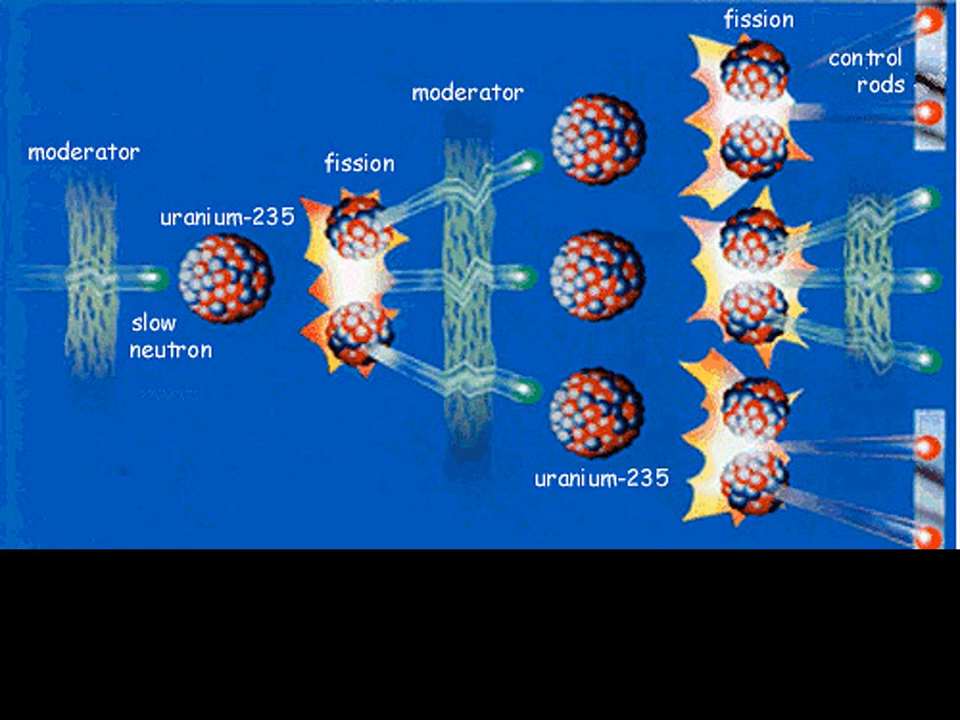 fission
control
rods
moderator
moderator
fission
uranium-235
slow
neutron
uranium-235